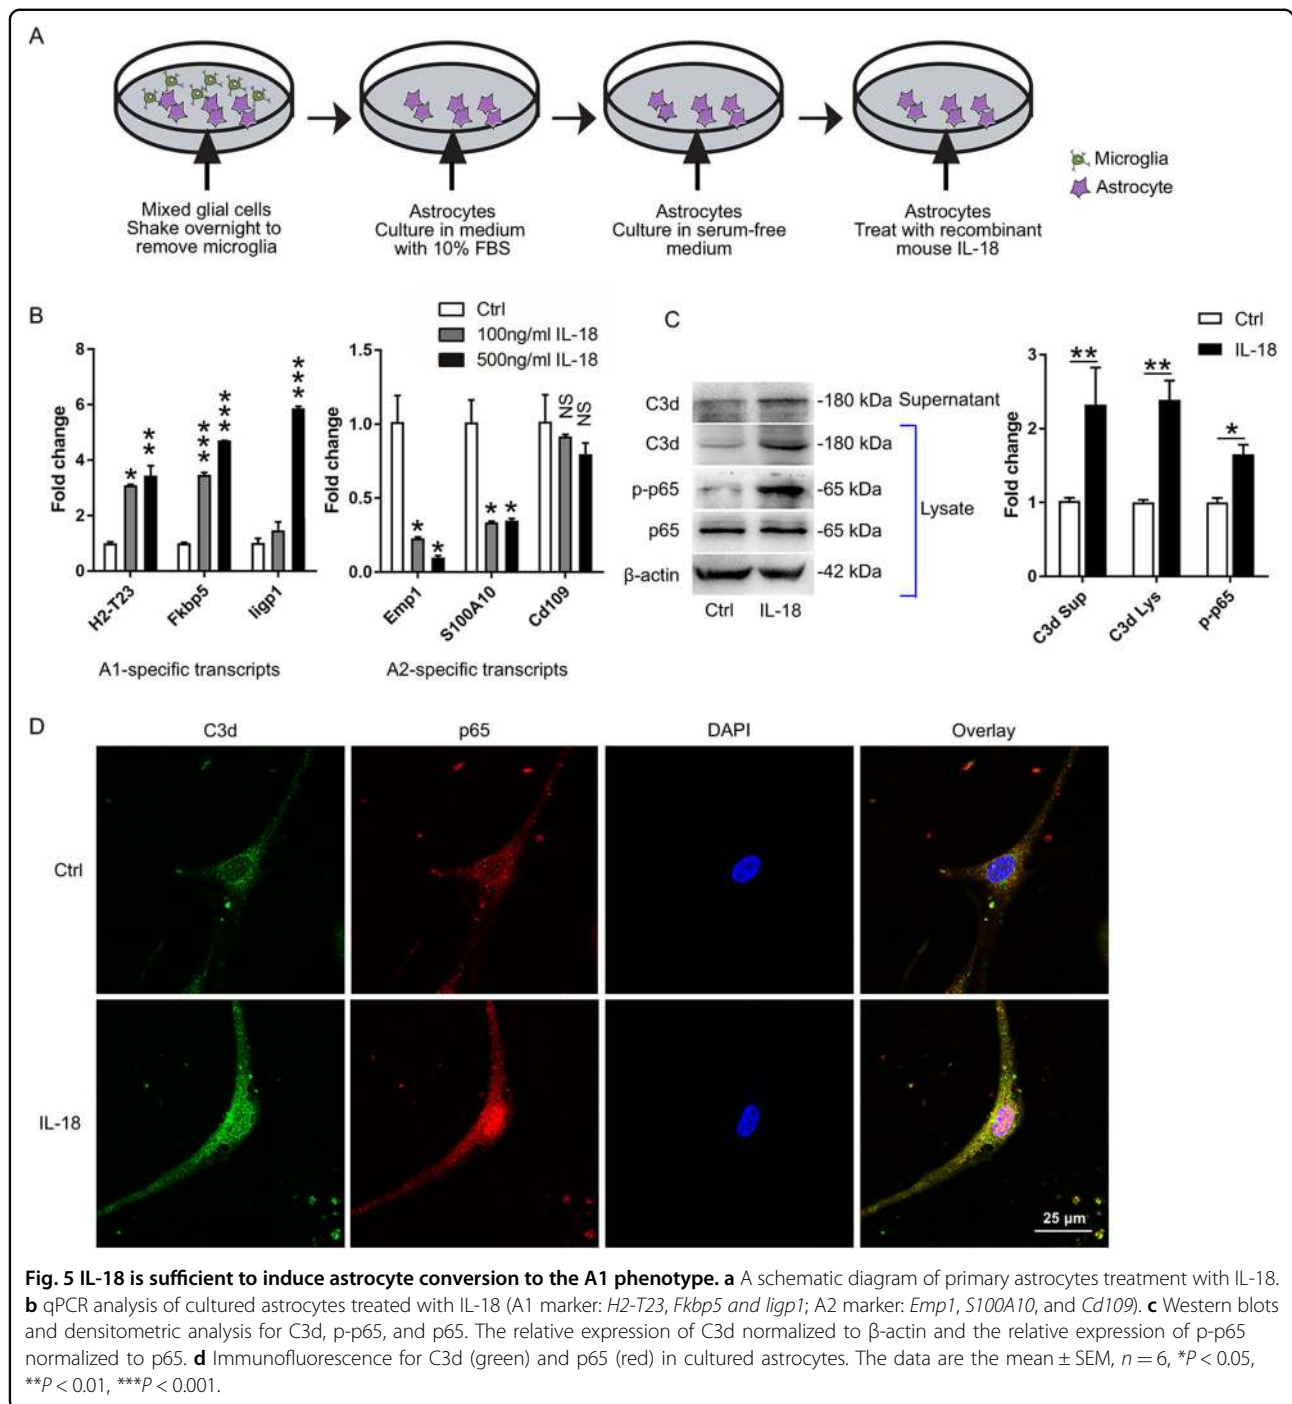 A
Microglia
Astrocyte
Mixed glial cells
Shake overnight to
remove microglia
Astrocytes
Culture in medium
with 10% FBS
Astrocytes
Culture in serum-free
medium
Astrocytes
Treat with recombinant
mouse IL-18
B
Ctrl
100ng/ml IL-18
500ng/ml IL-18
Fold change
8
6
4
2
0
*
**
***
***
***
H2-T23
Fkbp5
Iigp1
A1-specific transcripts
Fold change
1.5
1.0
0.5
0.0
*
*
*
*
NS
NS
Emp1
S100A10
Cd109
A2-specific transcripts
C
C3d
-180 kDa
Supernatant
C3d
-180 kDa
p-p65
-65 kDa
Lysate
p65
-65 kDa
β-actin
-42 kDa
Ctrl
IL-18
Ctrl
IL-18
Fold change
3
2
1
0
**
**
*
C3d Sup
C3d Lys
p-p65
D
C3d
p65
DAPI
Overlay
Ctrl
IL-18
25 µm
Fig. 5 IL-18 is sufficient to induce astrocyte conversion to the A1 phenotype. a A schematic diagram of primary astrocytes treatment with IL-18.
b qPCR analysis of cultured astrocytes treated with IL-18 (A1 marker: H2-T23, Fkbp5 and Iigp1; A2 marker: Emp1, S100A10, and Cd109). c Western blots
and densitometric analysis for C3d, p-p65, and p65. The relative expression of C3d normalized to β-actin and the relative expression of p-p65
normalized to p65. d Immunofluorescence for C3d (green) and p65 (red) in cultured astrocytes. The data are the mean ± SEM, n = 6, *P < 0.05,
**P < 0.01, ***P < 0.001.